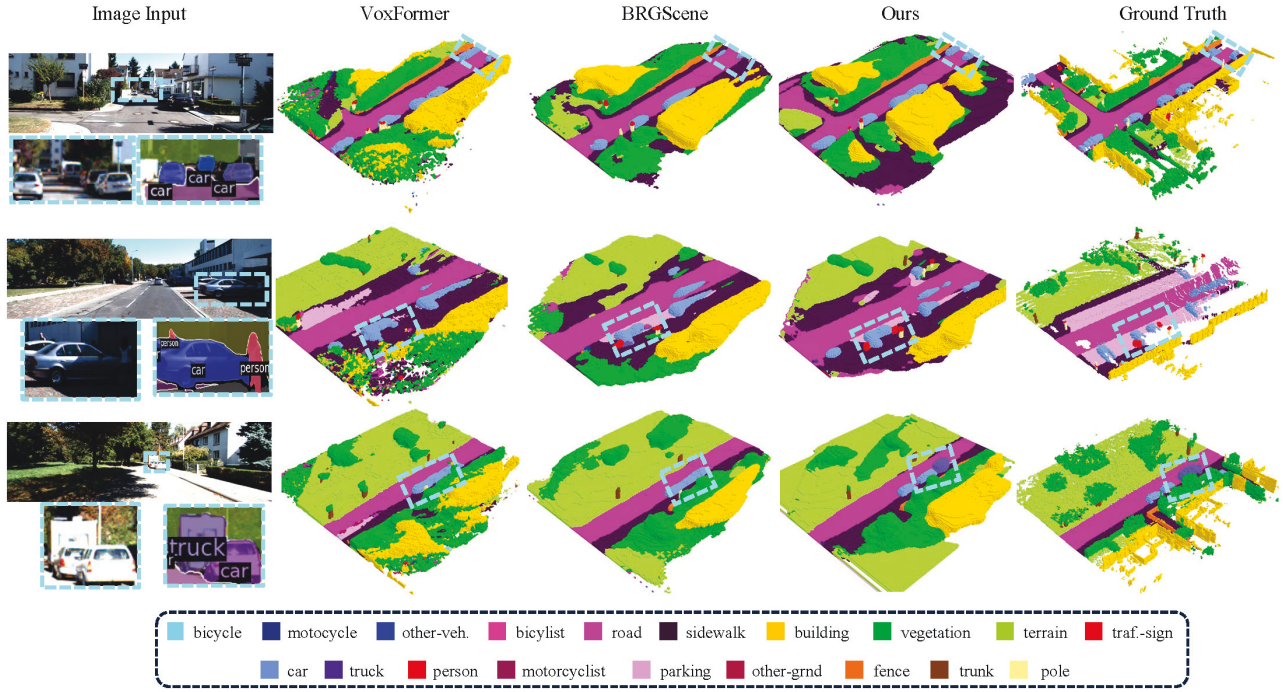 Image Input VoxFormer BRGScene Ours Ground Truth
car car car
person car person
truck car
bicycle motocycle other-veh. bicylist road sidewalk building vegetation terrain traf.-sign
car truck person motorcyclist parking other-grnd fence trunk pole